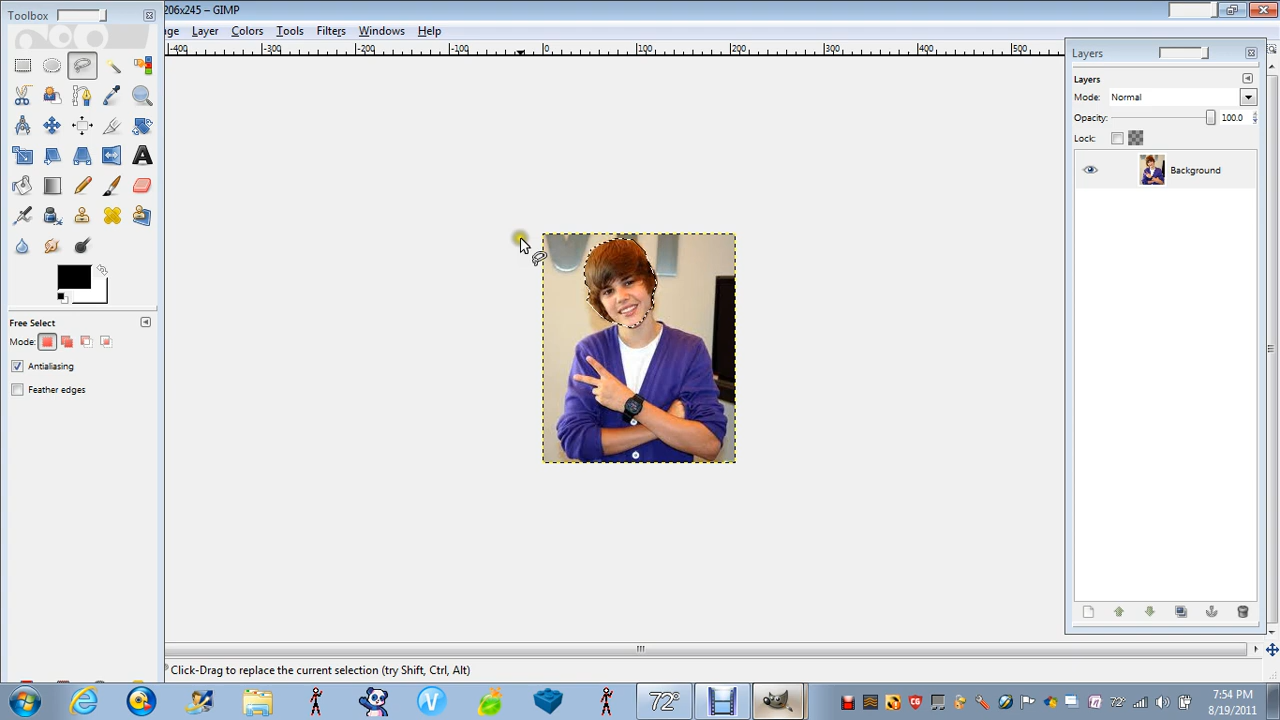 Toolbox
206x245 – GIMP
ge Layer Colors Tools Filters Windows Help
-400 -300 -200 -100 0 100 200 300 400 500
Layers
Layers
Mode: Normal
Opacity: 100.0
Lock:
Background
Free Select
Mode:
Antialiasing
Feather edges
Click-Drag to replace the current selection (try Shift, Ctrl, Alt)
72°
72°
7:54 PM
8/19/2011